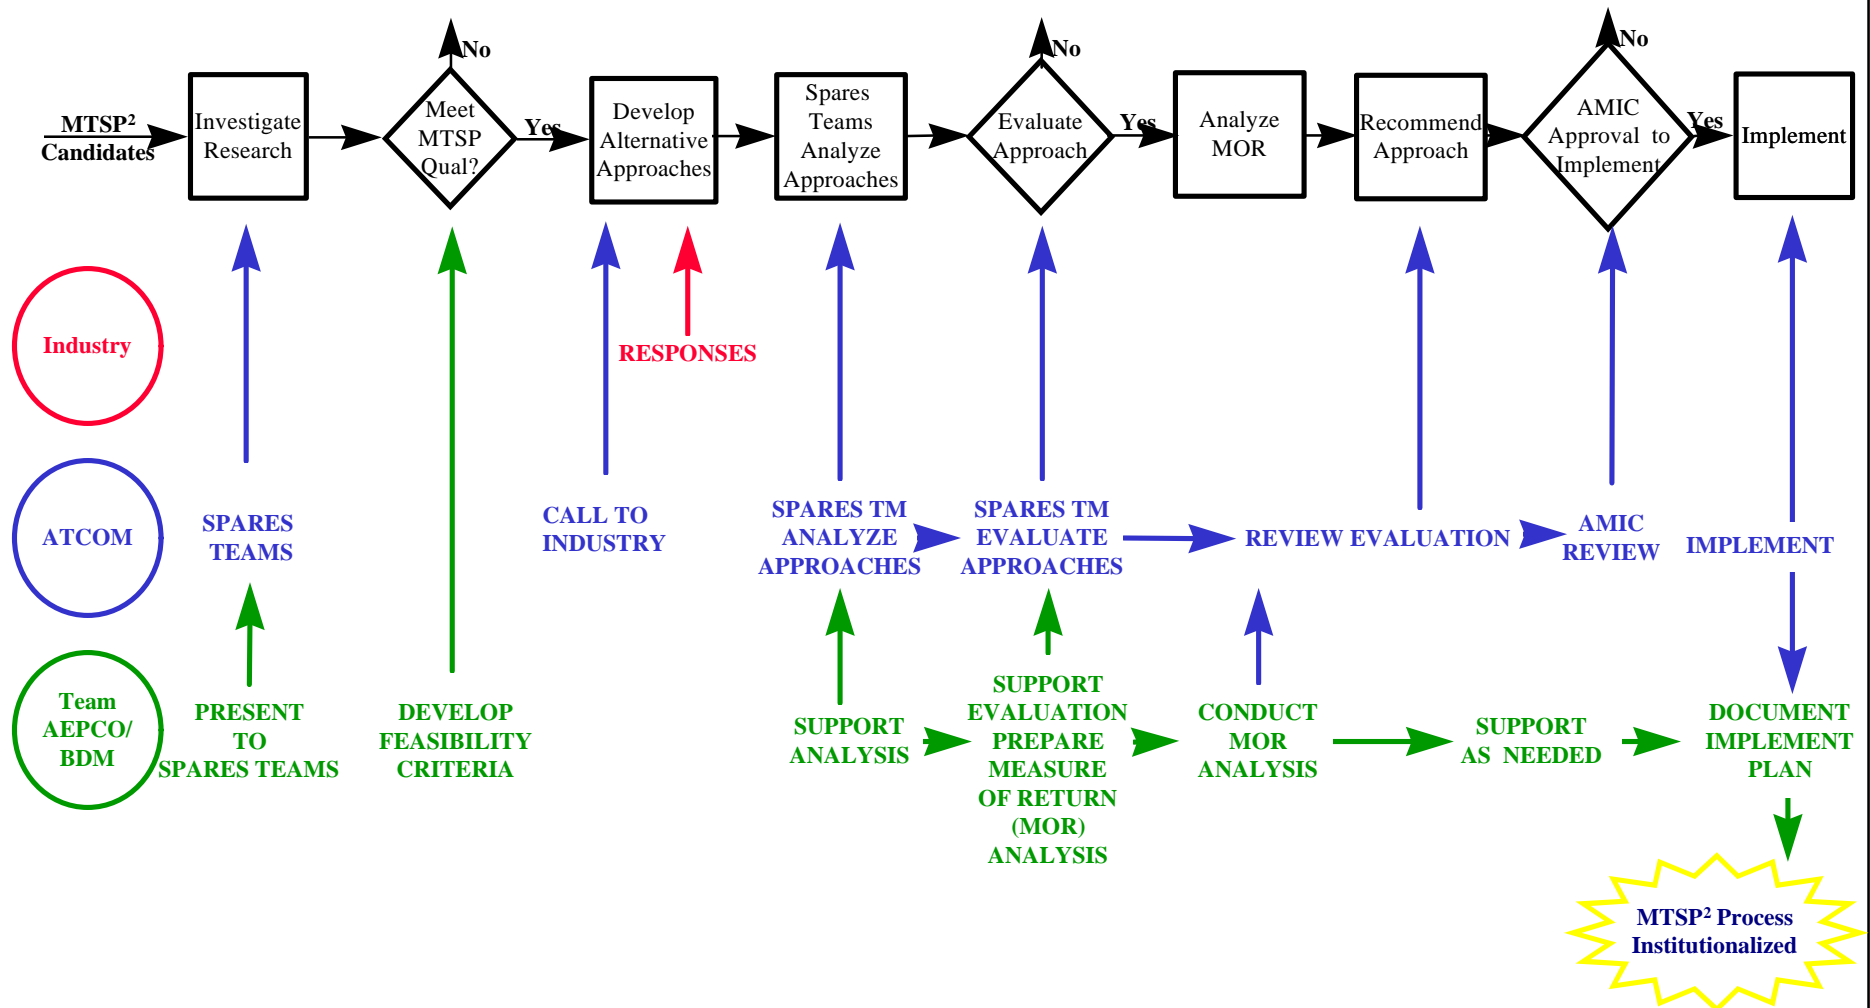 No
No
No
MTSP² Candidates
Investigate
Research
Meet
MTSP
Qual?
Yes
Develop
Alternative
Approaches
Spares
Teams
Analyze
Approaches
Evaluate
Approach
Yes
Analyze
MOR
Recommend
Approach
AMIC
Approval to
Implement
Yes
Implement
Industry
RESPONSES
ATCOM
SPARES
TEAMS
CALL TO
INDUSTRY
SPARES TM
ANALYZE
APPROACHES
SPARES TM
EVALUATE
APPROACHES
REVIEW EVALUATION
AMIC
REVIEW
IMPLEMENT
Team
AEPCO/
BDM
PRESENT
TO
SPARES TEAMS
DEVELOP
FEASIBILITY
CRITERIA
SUPPORT
ANALYSIS
SUPPORT
EVALUATION
PREPARE
MEASURE
OF RETURN
(MOR)
ANALYSIS
CONDUCT
MOR
ANALYSIS
SUPPORT
AS NEEDED
DOCUMENT
IMPLEMENT
PLAN
MTSP² Process
Institutionalized